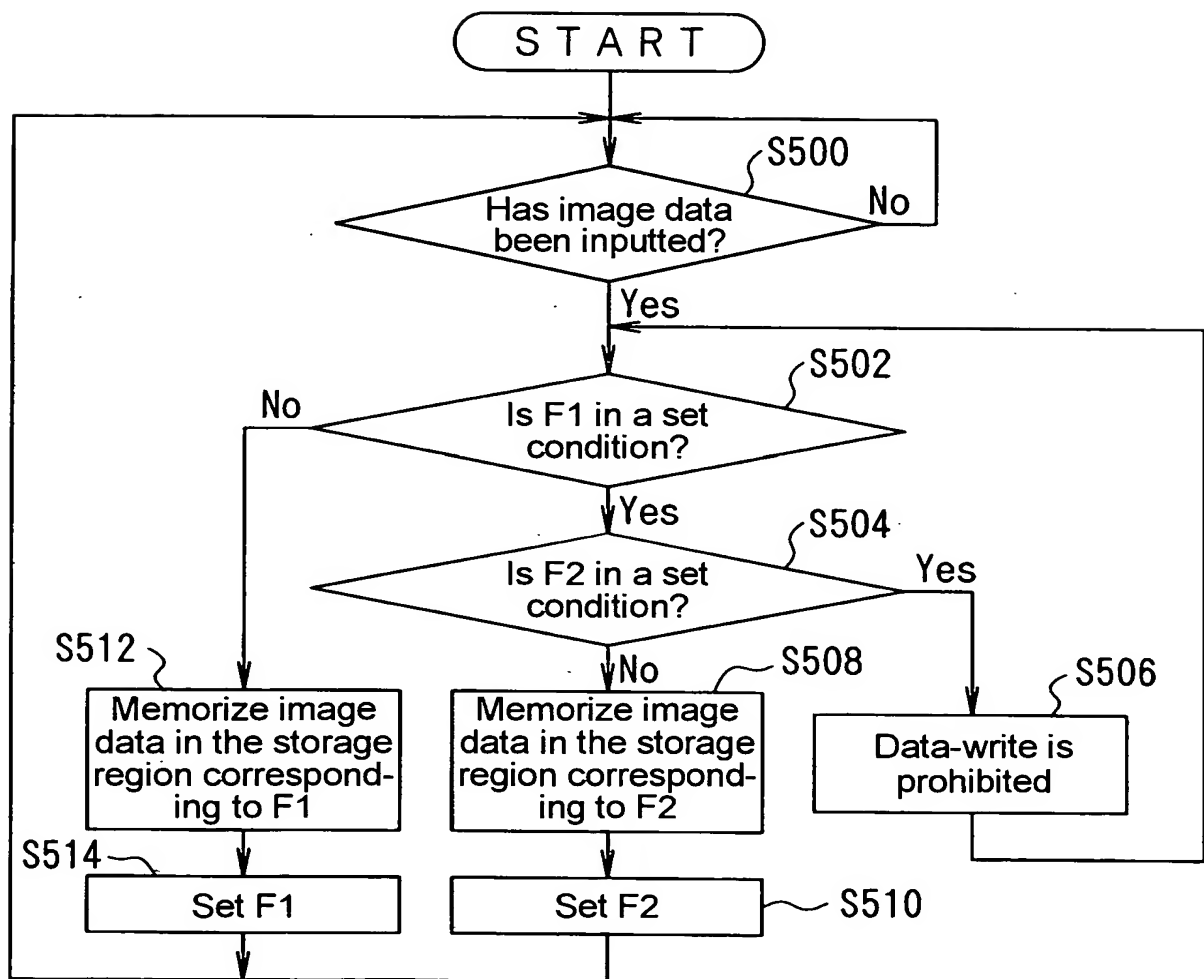 START
S500
Has image data
been inputted?
No
Yes
S502
No
Is F1 in a set
condition?
Yes
S504
Is F2 in a set
condition?
Yes
No
S512
S508
S506
Memorize image
data in the storage
region correspond-
ing to F1
Memorize image
data in the storage
region correspond-
ing to F2
Data-write is
prohibited
S514
Set F1
Set F2
S510